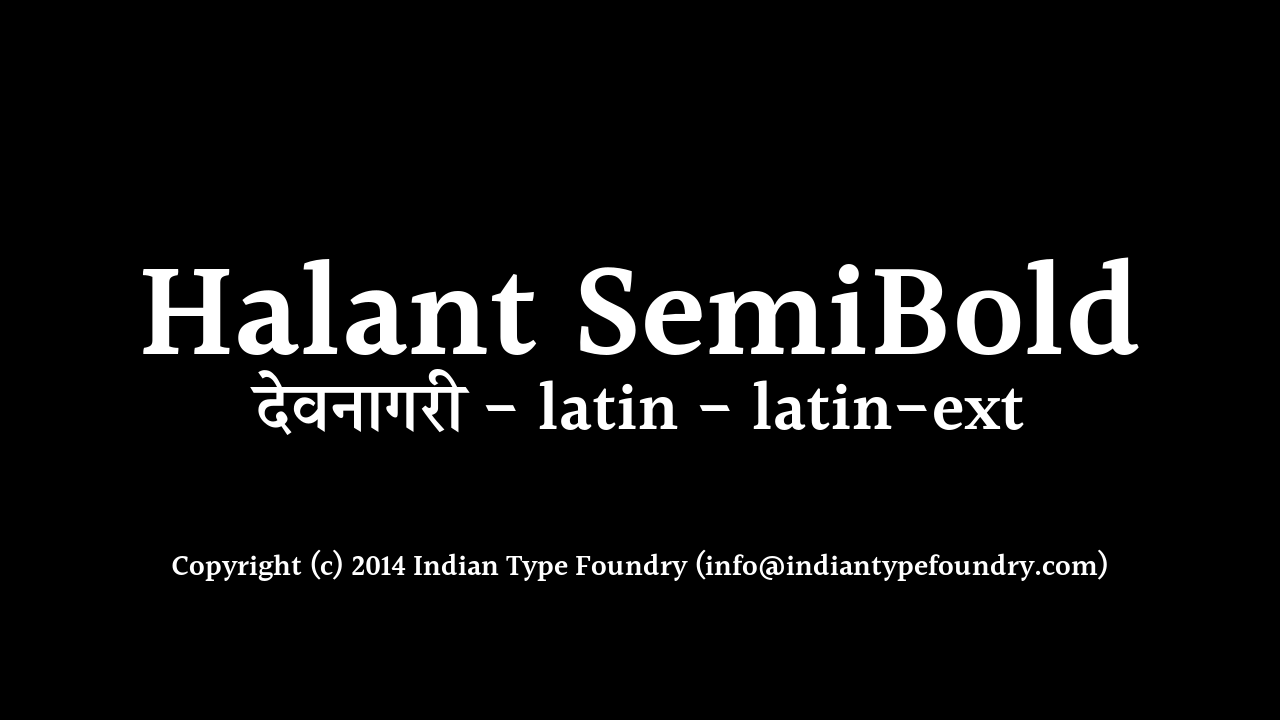 Halant SemiBold
देवनागरी - latin - latin-ext
Copyright (c) 2014 Indian Type Foundry (info@indiantypefoundry.com)